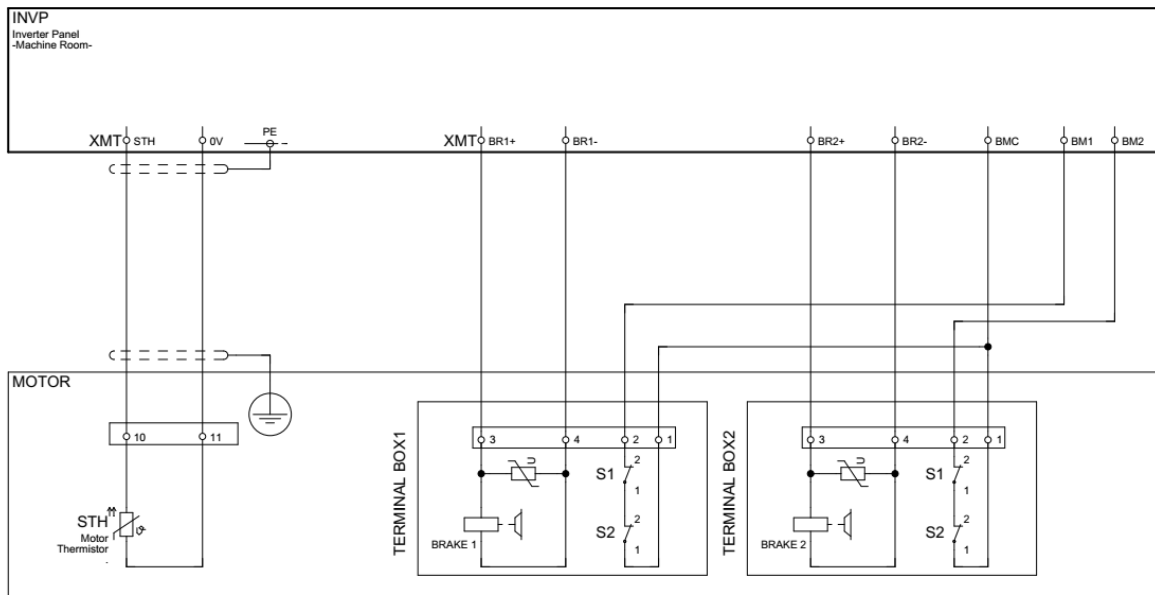 INVP
Inverter Panel
-Machine Room-
XMT STH 0V PE XMT BR1+ BR1- BR2+ BR2- BMC BM1 BM2
MOTOR
10 11
TERMINAL BOX1
3 4 2 1
U
S1 2
1
S2 2
1
BRAKE 1
TERMINAL BOX2
3 4 2 1
U
S1 2
1
S2 2
1
BRAKE 2
STH
Motor
Thermistor